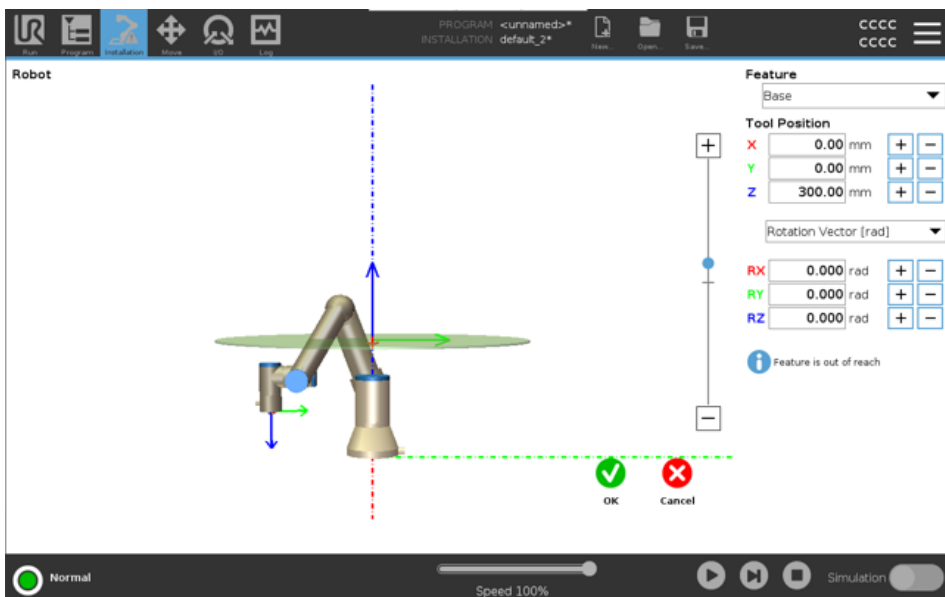 PROGRAM <unnamed>*
INSTALLATION default_2*
CCCC
CCCC
UR
Run
Program
Installation
Move
I/O
Log
New...
Open...
Save...
Robot
Feature
Base
Tool Position
X 0.00 mm + −
Y 0.00 mm + −
Z 300.00 mm + −
Rotation Vector [rad]
RX 0.000 rad + −
RY 0.000 rad + −
RZ 0.000 rad + −
Feature is out of reach
+
−
OK
Cancel
Normal
Speed 100%
Simulation